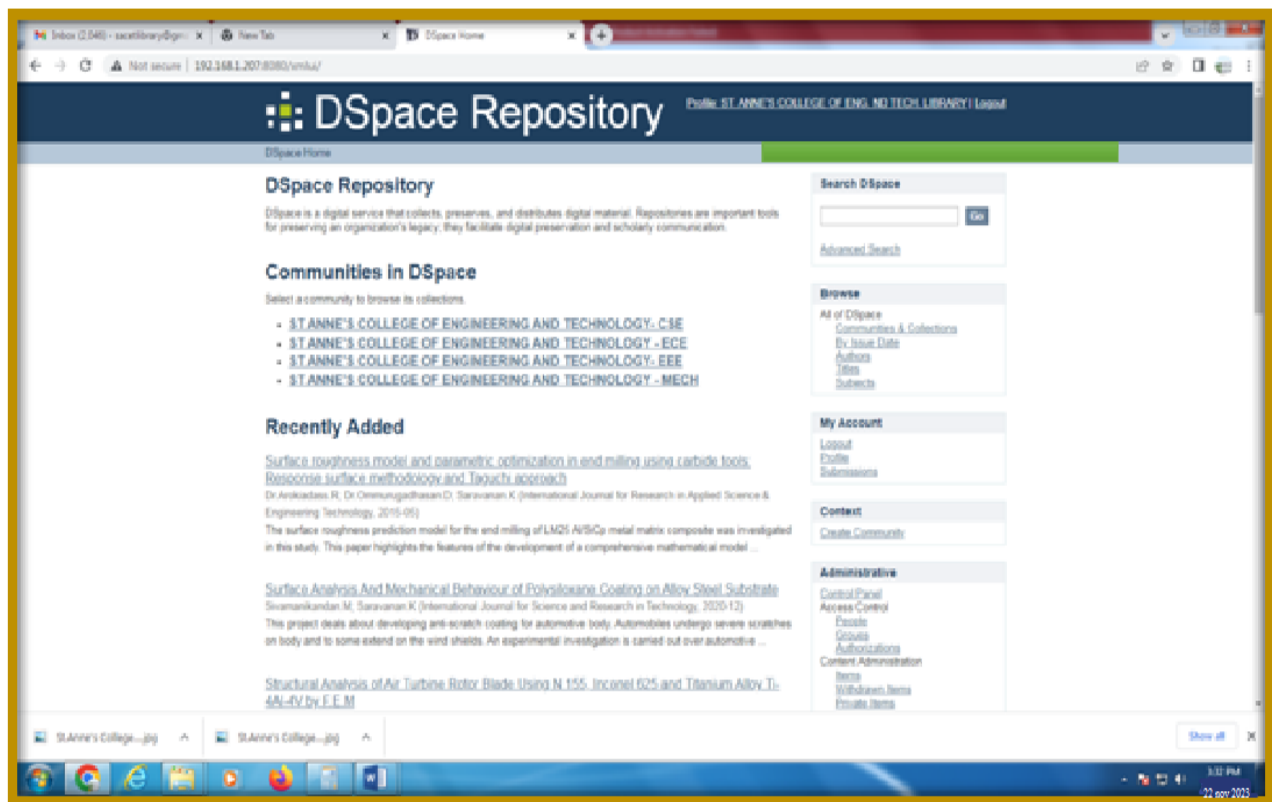 Inbox (2,046) - sacetlibrary@gm
New Tab
DSpace Home
Not secure | 192.168.1.207:8080/xmlui/
DSpace Repository
Profile: ST. ANNE'S COLLEGE OF ENG. ND TECH. LIBRARY | Logout
DSpace Home
DSpace Repository
DSpace is a digital service that collects, preserves, and distributes digital material. Repositories are important tools
for preserving an organization's legacy; they facilitate digital preservation and scholarly communication.
Communities in DSpace
Select a community to browse its collections.
ST.ANNE'S COLLEGE OF ENGINEERING AND TECHNOLOGY- CSE
ST.ANNE'S COLLEGE OF ENGINEERING AND TECHNOLOGY - ECE
ST.ANNE'S COLLEGE OF ENGINEERING AND TECHNOLOGY- EEE
ST.ANNE'S COLLEGE OF ENGINEERING AND TECHNOLOGY - MECH
Recently Added
Surface roughness model and parametric optimization in end milling using carbide tools:
Response surface methodology and Taguchi approach
Dr.Arokiadass.R; Dr.Ommurugadhasan.D; Saravanan.K (International Journal for Research in Applied Science &
Engineering Technology, 2015-05)
The surface roughness prediction model for the end milling of LM25 Al/SiCp metal matrix composite was investigated
in this study. This paper highlights the features of the development of a comprehensive mathematical model ...
Surface Analysis And Mechanical Behaviour of Polysiloxane Coating on Alloy Steel Substrate
Sivamanikandan.M; Saravanan.K (International Journal for Science and Research in Technology, 2020-12)
This project deals about developing anti-scratch coating for automotive body. Automobiles undergo severe scratches
on body and to some extend on the wind shields. An experimental investigation is carried out over automotive ...
Structural Analysis of Air Turbine Rotor Blade Using N 155, Inconel 625 and Titanium Alloy Ti-
4Al-4V by F.E.M
Search DSpace
Go
Advanced Search
Browse
All of DSpace
Communities & Collections
By Issue Date
Authors
Titles
Subjects
My Account
Logout
Profile
Submissions
Context
Create Community
Administrative
Control Panel
Access Control
People
Groups
Authorizations
Content Administration
Items
Withdrawn Items
Private Items
St.Anne's College....jpg
St.Anne's College....jpg
Show all
3:32 PM
22 nov 2023